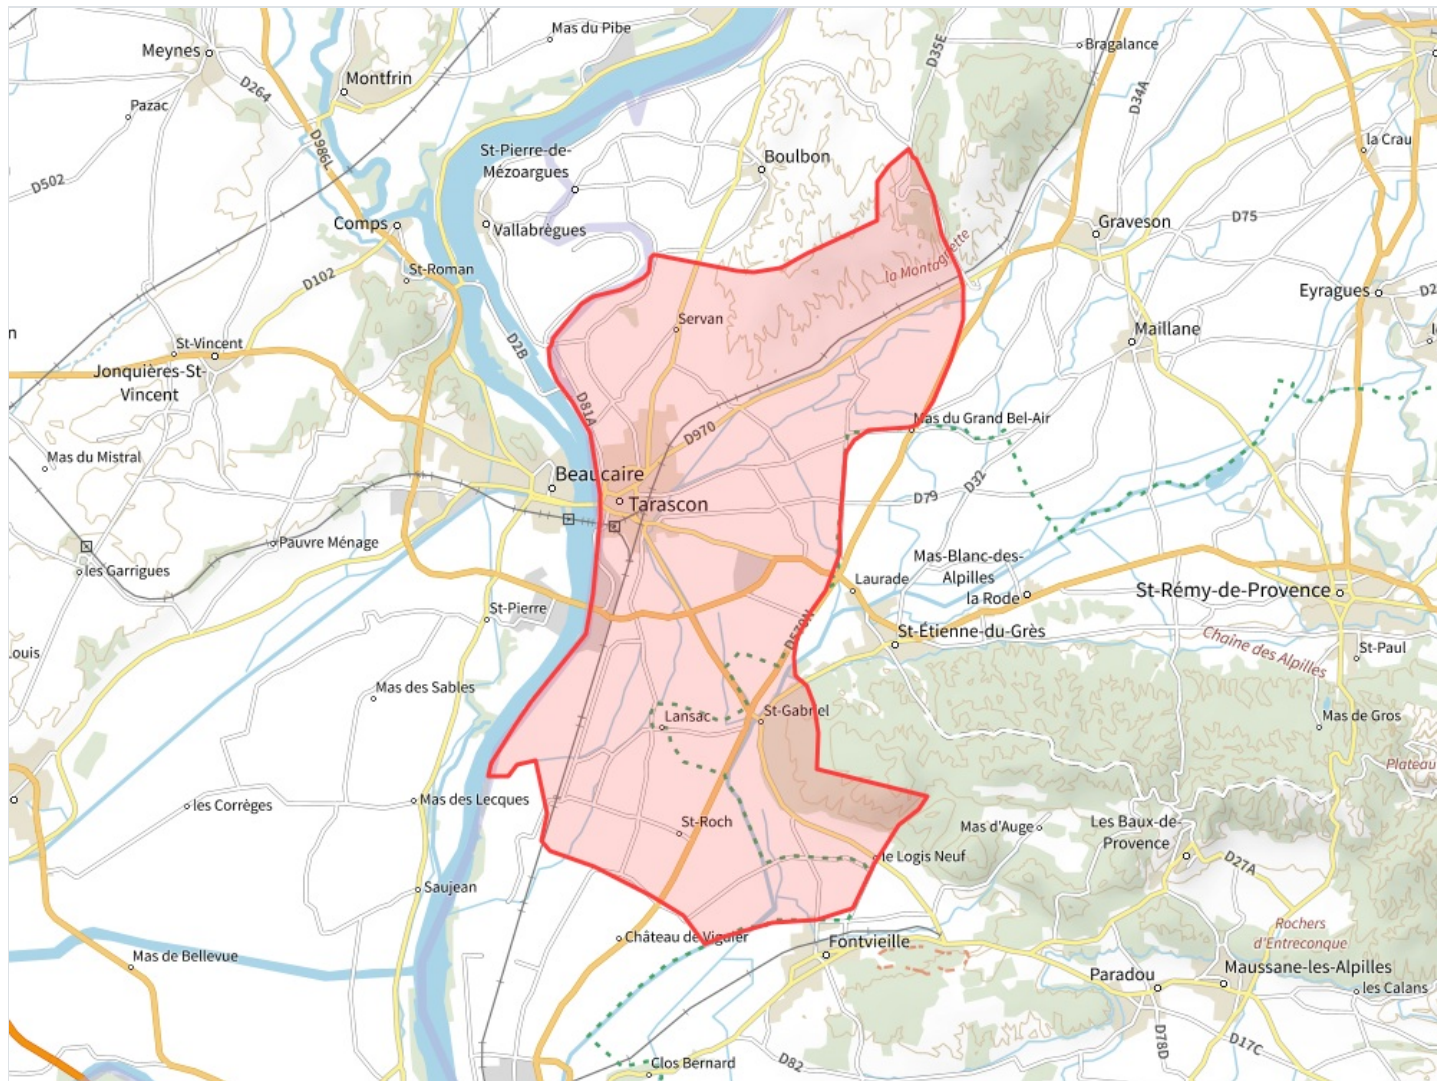 Mas du Pibe
D35E
Bragalance
Meynes
Montfrin
D264
D34A
Pazac
D986L
la Crau
St-Pierre-de-
Mézoargues
Boulbon
D502
Comps
Vallabrègues
Graveson
D75
la Montagnette
St-Roman
D102
Eyragues
Servan
Maillane
D2B
St-Vincent
Jonquières-St-
Vincent
D81A
Mas du Grand Bel-Air
D970
Mas du Mistral
Beaucaire
Tarascon
D79
D32
Pauvre Ménage
Mas-Blanc-des-
Alpilles
les Garrigues
Laurade
la Rode
St-Rémy-de-Provence
St-Pierre
D570N
St-Étienne-du-Grès
Chaîne des Alpilles
St-Paul
Mas des Sables
Lansac
St-Gabriel
Mas de Gros
Plateau
les Corrèges
Mas des Lecques
St-Roch
Mas d'Auge
Les Baux-de-
Provence
le Logis Neuf
D27A
Saujean
Rochers
d'Entreconque
Château de Viguier
Fontvieille
Mas de Bellevue
Paradou
Maussane-les-Alpilles
les Calans
D78D
D17C
Clos Bernard
D82